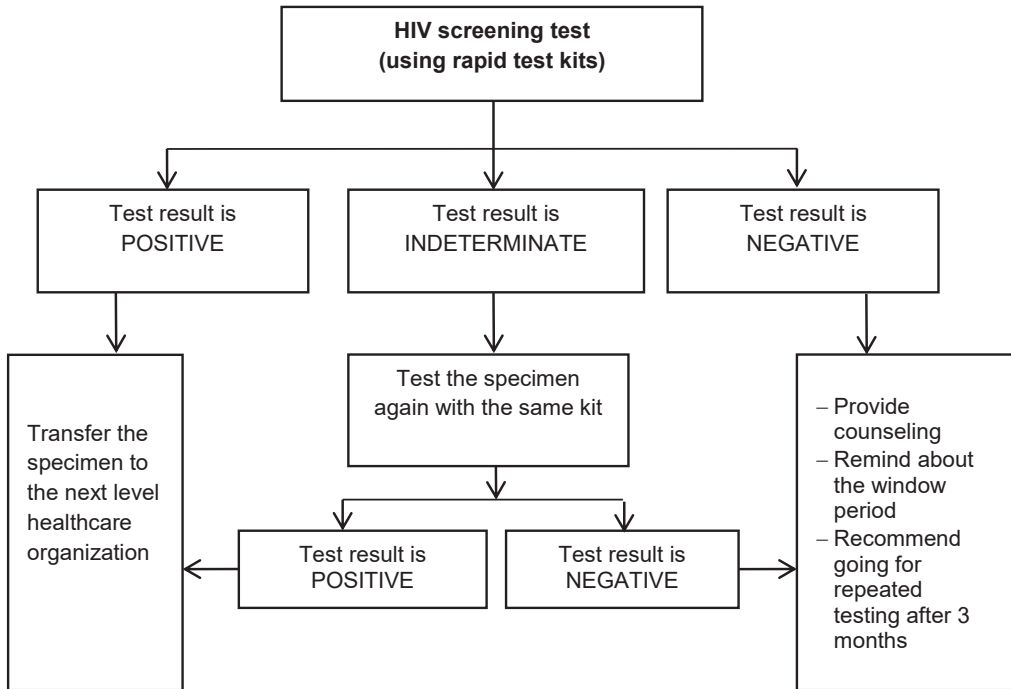 HIV screening test
(using rapid test kits)
Test result is
POSITIVE
Test result is
INDETERMINATE
Test result is
NEGATIVE
Transfer the
specimen to
the next level
healthcare
organization
Test the specimen
again with the same kit
Test result is
POSITIVE
Test result is
NEGATIVE
– Provide
counseling
– Remind about
the window
period
– Recommend
going for
repeated
testing after 3
months